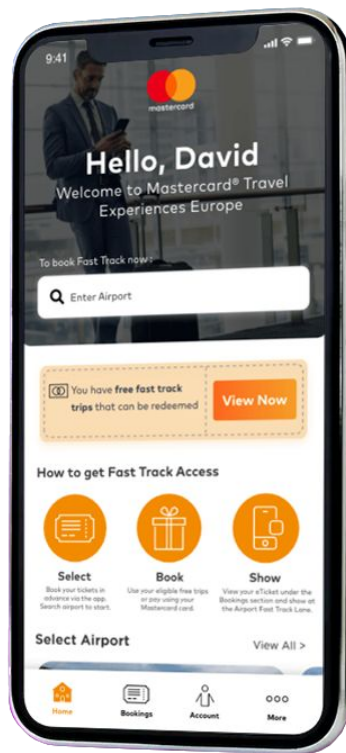 9:41
mastercard
Hello, David
Welcome to Mastercard® Travel
Experiences Europe
To book Fast Track now :
Enter Airport
You have free fast track
trips that can be redeemed
View Now
How to get Fast Track Access
Select
Book your tickets in
advance via the app.
Search airport to start.
Book
Use your eligible free trips
or pay using your
Mastercard card.
Show
View your eTicket under the
Bookings section and show at
the Airport Fast Track Lane.
Select Airport
View All >
Home
Bookings
Account
More